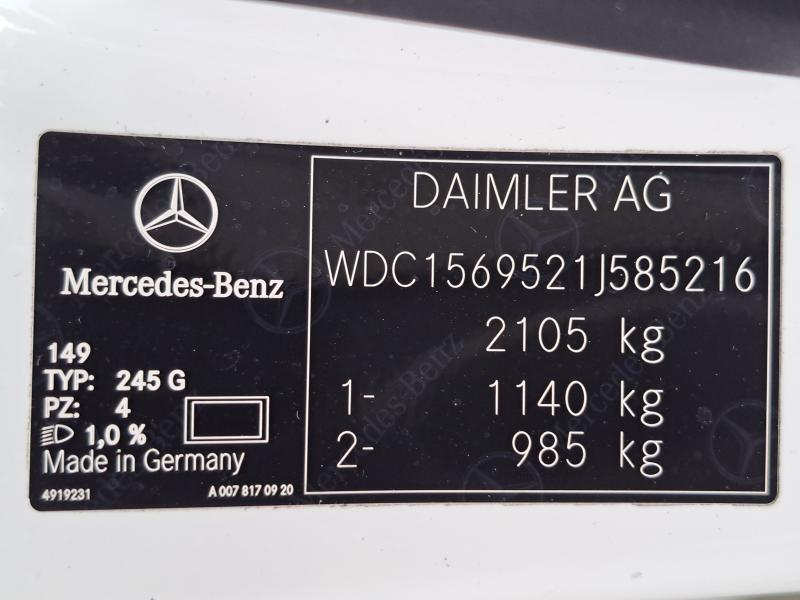 Mercedes-Benz
149
TYP: 245 G
PZ: 4
1,0 %
Made in Germany
4919231
A 007 817 09 20
DAIMLER AG
WDC1569521J585216
2105 kg
1- 1140 kg
2- 985 kg